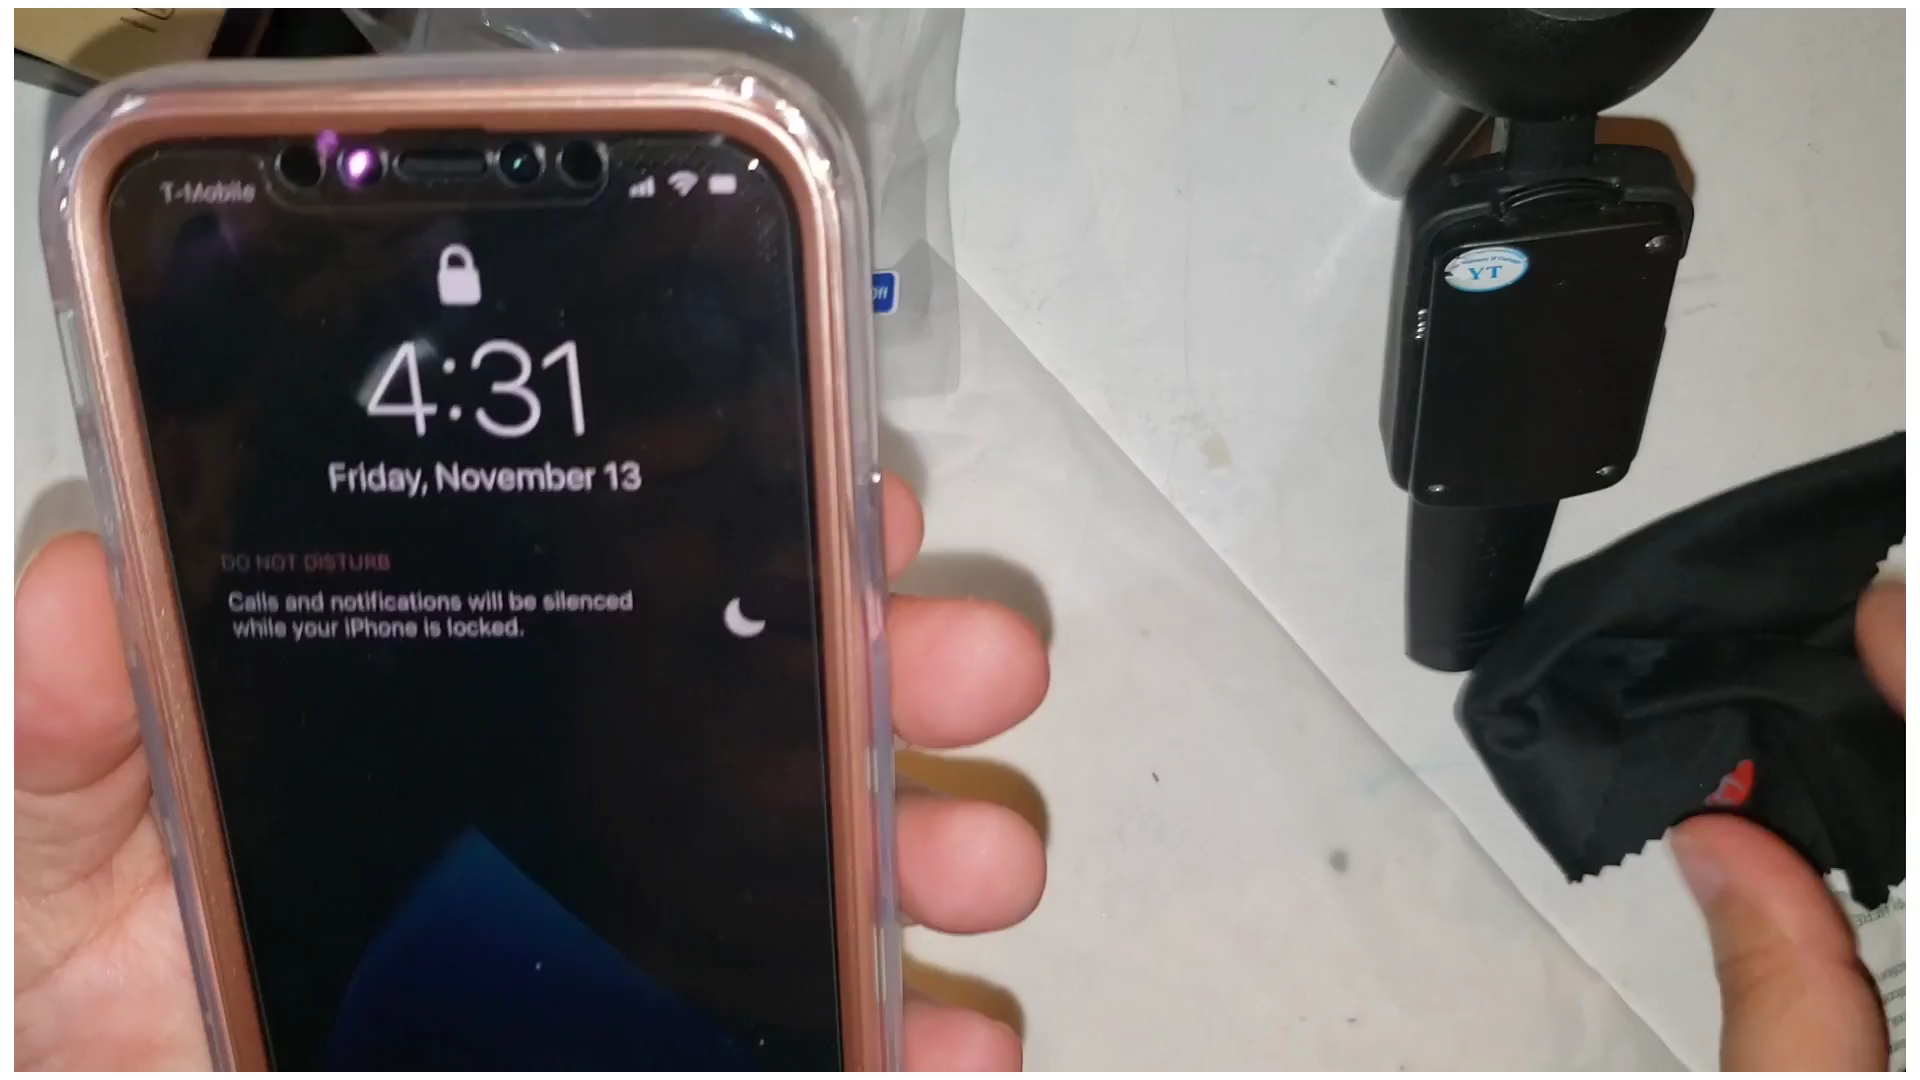 T-Mobile
4:31
Friday, November 13
DO NOT DISTURB
Calls and notifications will be silenced
while your iPhone is locked.
Off
YT